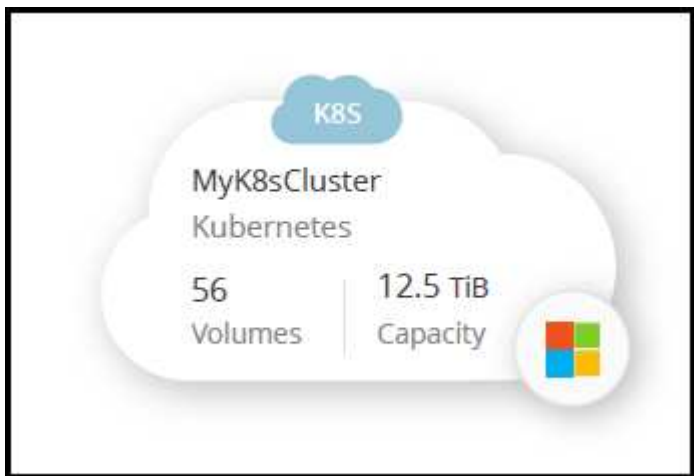 K8S
MyK8sCluster
Kubernetes
56
Volumes
12.5 TiB
Capacity